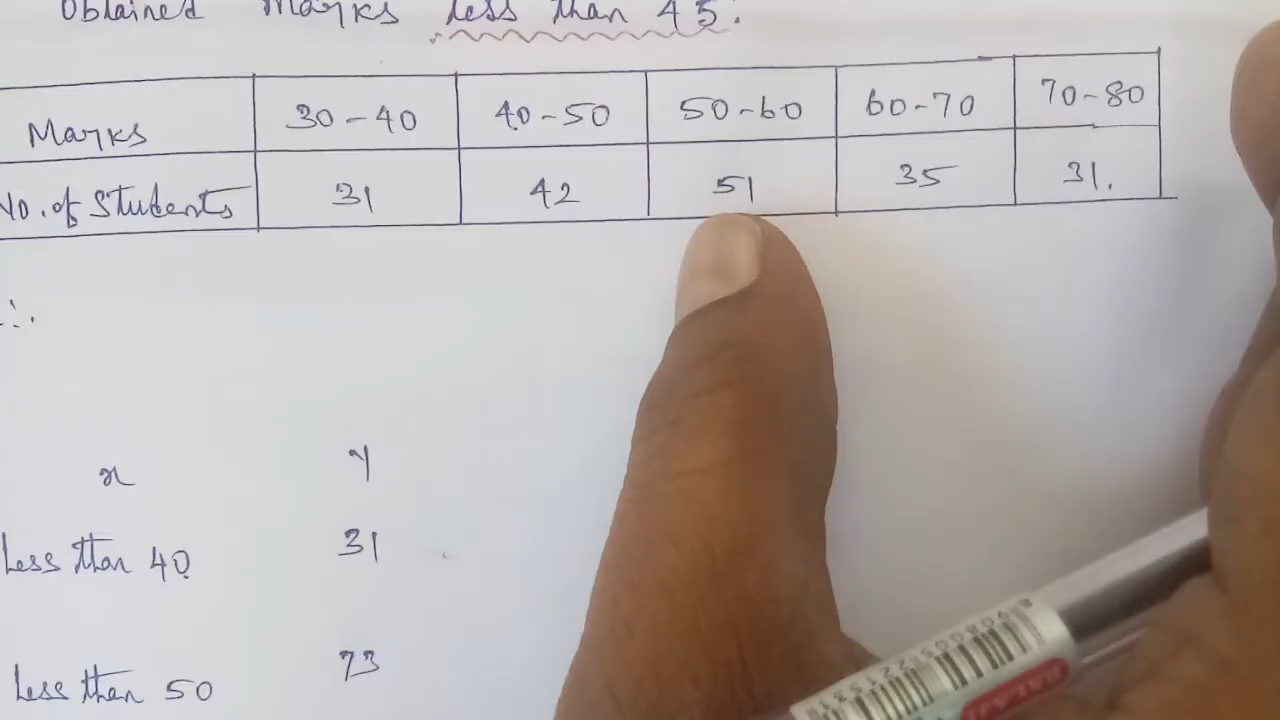 Obtained Marks less than 45.
Marks 30-40 40-50 50-60 60-70 70-80
No. of Students 31 42 51 35 31.
∴
x y
Less than 40 31
Less than 50 73